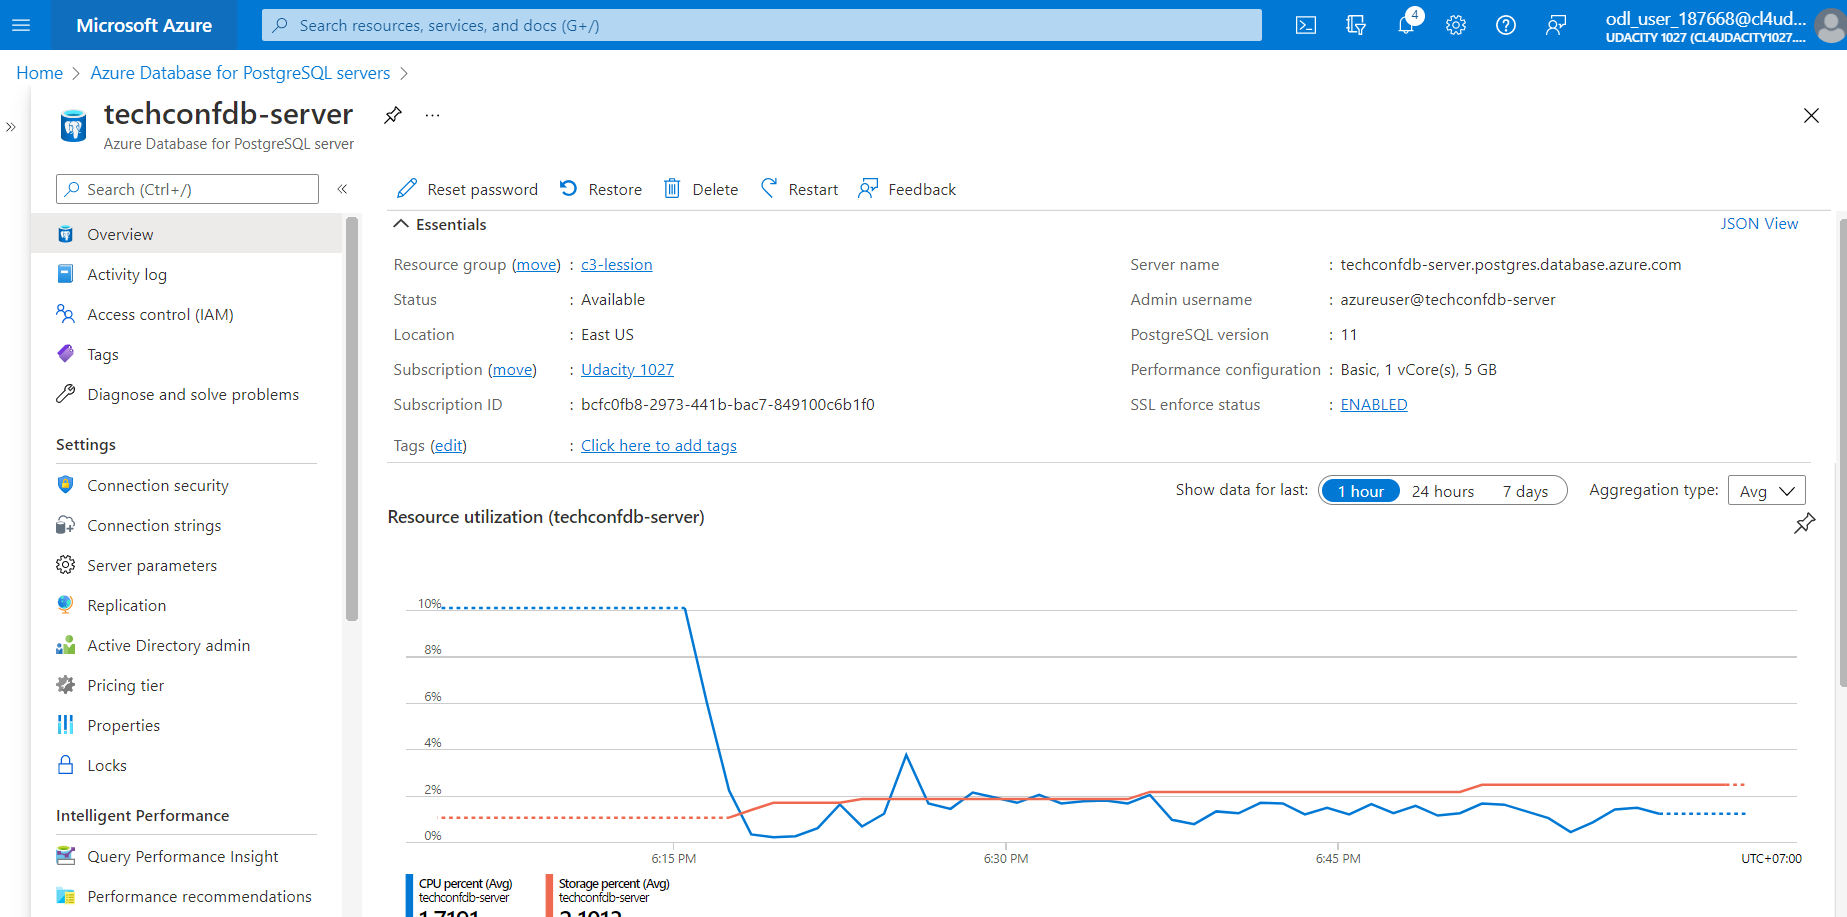 Microsoft Azure
Search resources, services, and docs (G+/)
4
odl_user_187668@cl4ud...
UDACITY 1027 (CL4UDACITY1027....
Home > Azure Database for PostgreSQL servers >
techconfdb-server
...
Azure Database for PostgreSQL server
Search (Ctrl+/)
Overview
Activity log
Access control (IAM)
Tags
Diagnose and solve problems
Settings
Connection security
Connection strings
Server parameters
Replication
Active Directory admin
Pricing tier
Properties
Locks
Intelligent Performance
Query Performance Insight
Performance recommendations
Reset password
Restore
Delete
Restart
Feedback
Essentials
JSON View
Resource group (move) : c3-lession
Status : Available
Location : East US
Subscription (move) : Udacity 1027
Subscription ID : bcfc0fb8-2973-441b-bac7-849100c6b1f0
Tags (edit) : Click here to add tags
Server name : techconfdb-server.postgres.database.azure.com
Admin username : azureuser@techconfdb-server
PostgreSQL version : 11
Performance configuration : Basic, 1 vCore(s), 5 GB
SSL enforce status : ENABLED
Show data for last: 1 hour 24 hours 7 days
Aggregation type: Avg
Resource utilization (techconfdb-server)
10%
8%
6%
4%
2%
0%
6:15 PM
6:30 PM
6:45 PM
UTC+07:00
CPU percent (Avg)
techconfdb-server
1.7191
Storage percent (Avg)
techconfdb-server